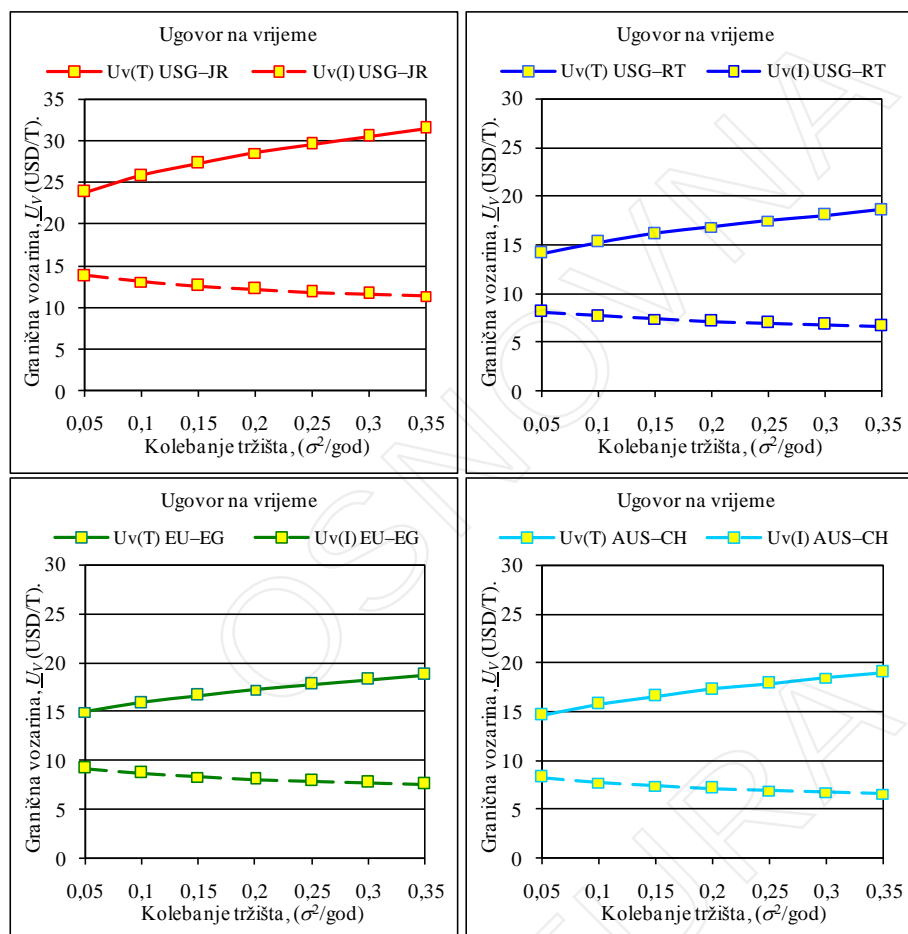 Ugovor na vrijeme
Uv(T) USG–JR Uv(I) USG–JR
Granična vozarina, U_V (USD/T).
35
30
25
20
15
10
5
0
0,05 0,1 0,15 0,2 0,25 0,3 0,35
Kolebanje tržišta, (σ²/god)
Ugovor na vrijeme
Uv(T) USG–RT Uv(I) USG–RT
Granična vozarina, U_V (USD/T).
30
25
20
15
10
5
0
0,05 0,1 0,15 0,2 0,25 0,3 0,35
Kolebanje tržišta, (σ²/god)
Ugovor na vrijeme
Uv(T) EU–EG Uv(I) EU–EG
Granična vozarina, U_V (USD/T).
30
25
20
15
10
5
0
0,05 0,1 0,15 0,2 0,25 0,3 0,35
Kolebanje tržišta, (σ²/god)
Ugovor na vrijeme
Uv(T) AUS–CH Uv(I) AUS–CH
Granična vozarina, U_V (USD/T).
30
25
20
15
10
5
0
0,05 0,1 0,15 0,2 0,25 0,3 0,35
Kolebanje tržišta, (σ²/god)
OSNOVNA